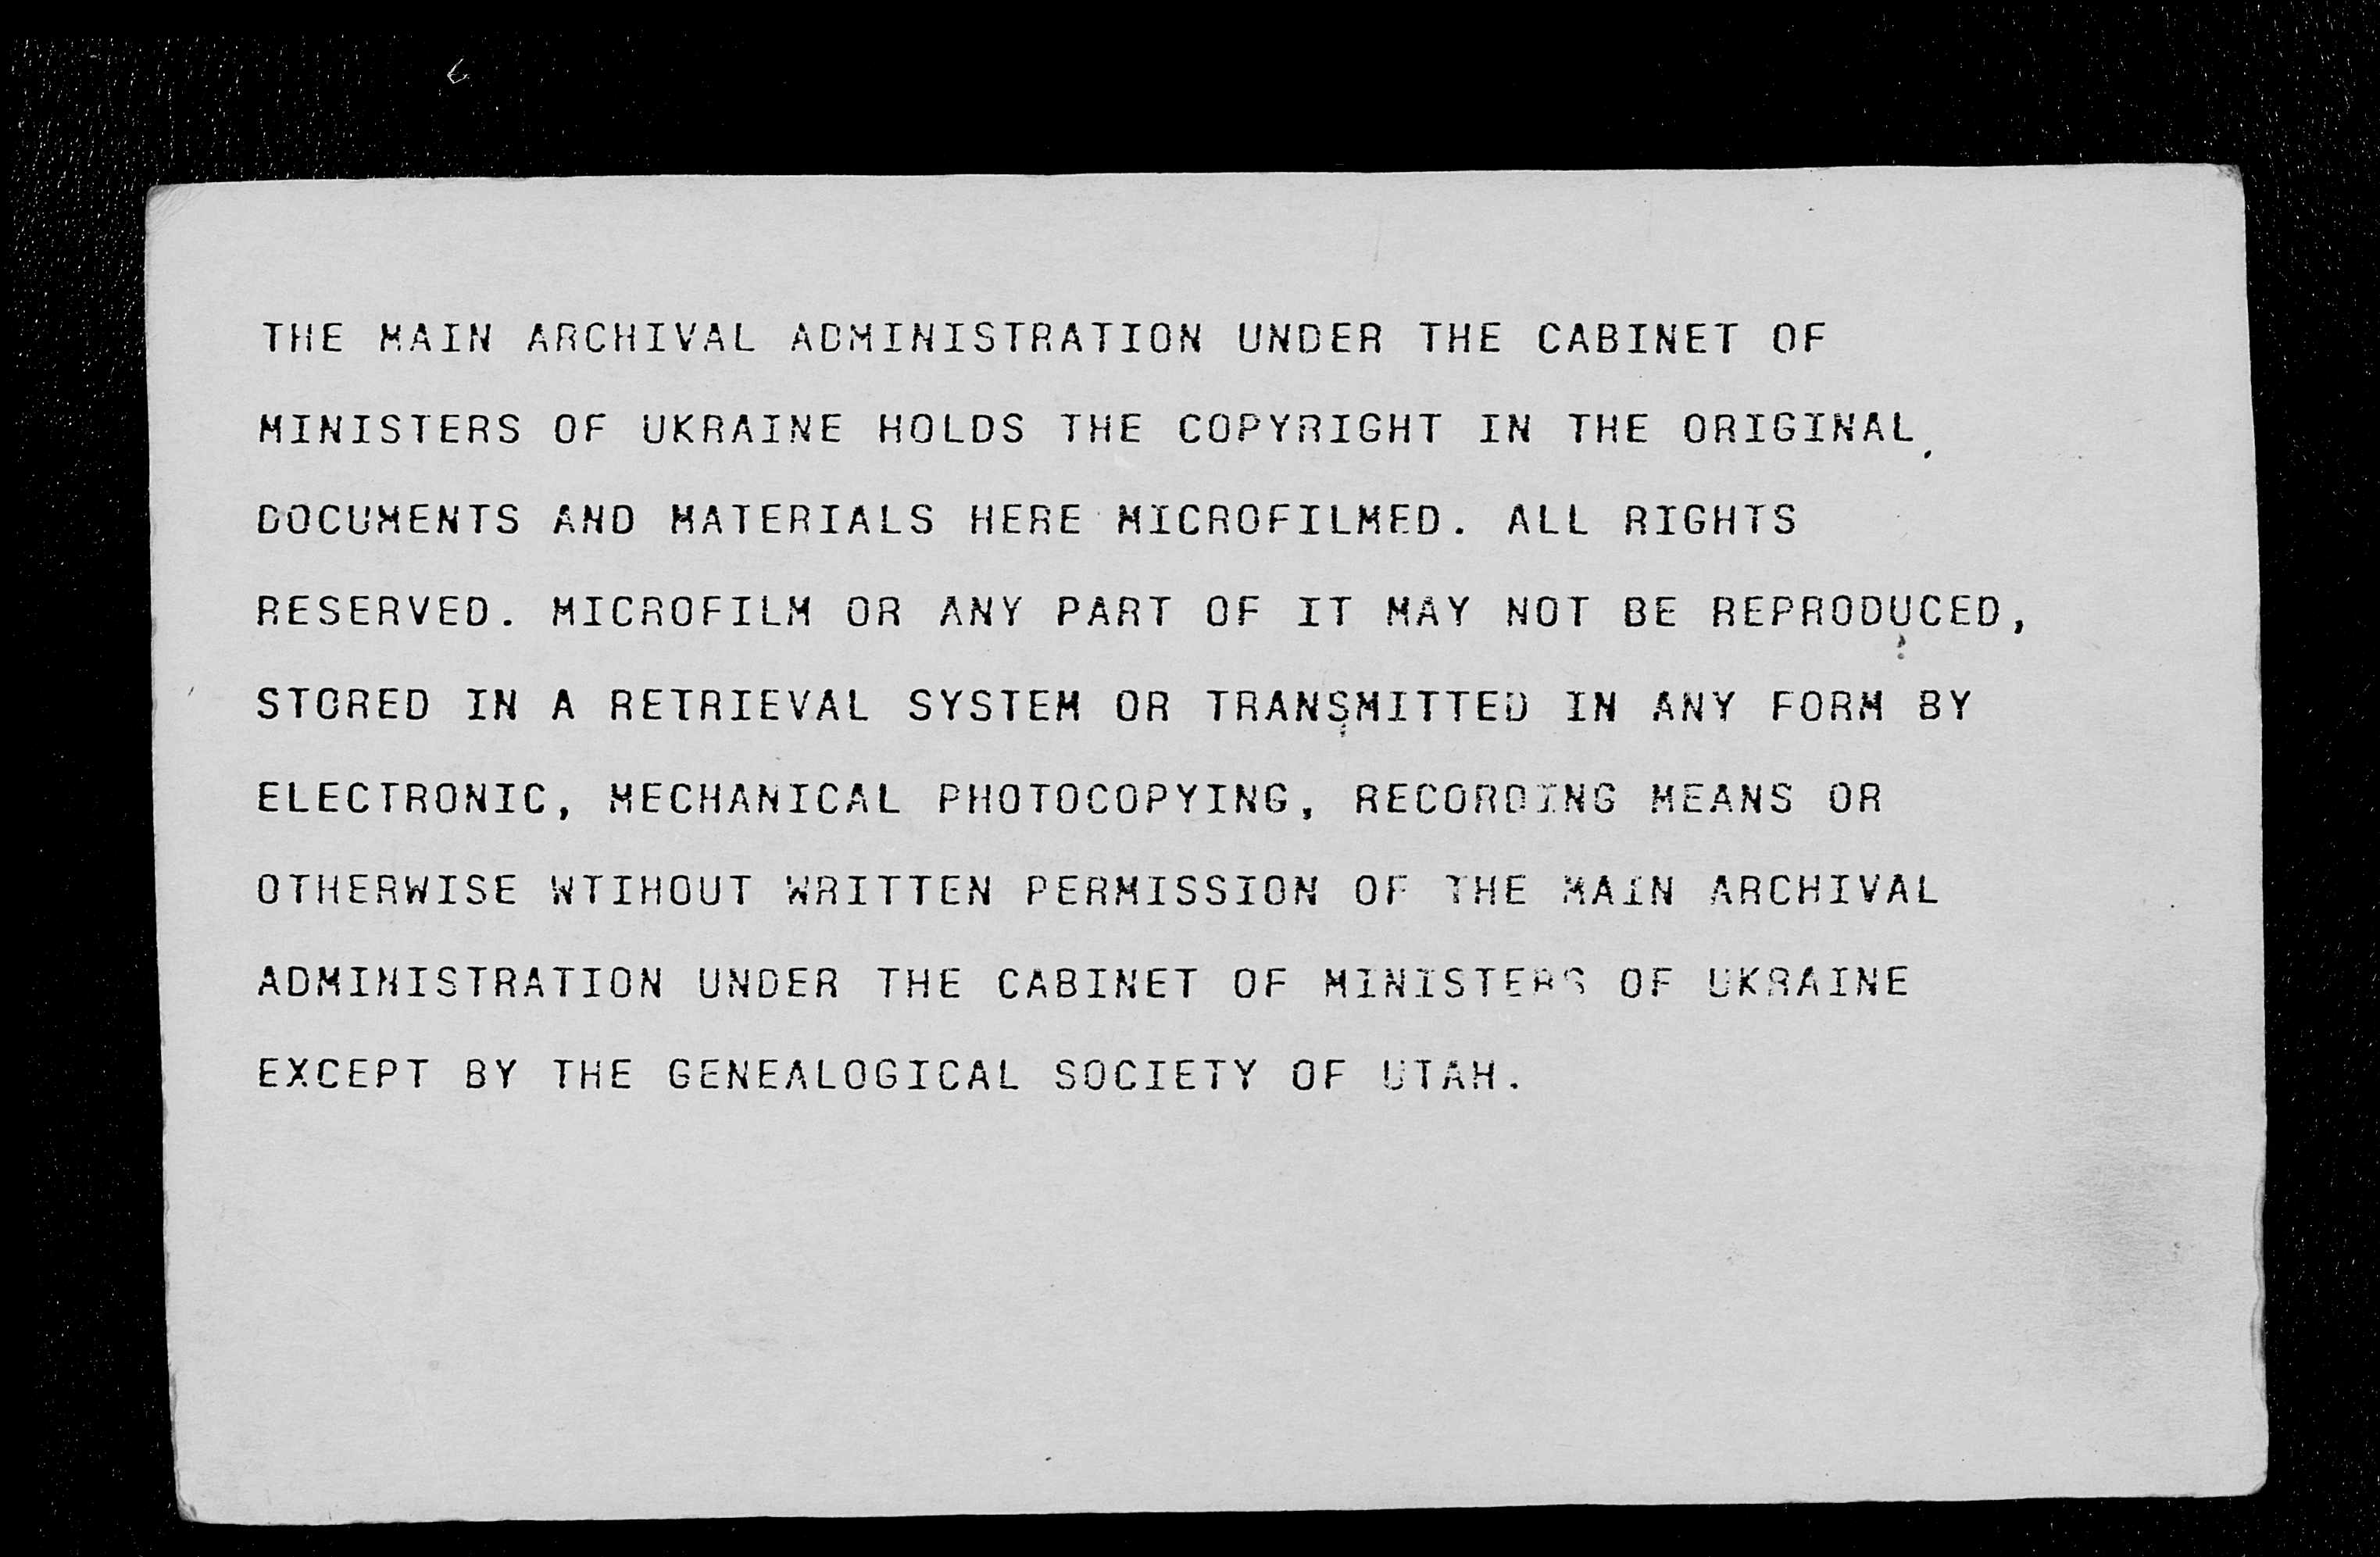 THE MAIN ARCHIVAL ADMINISTRATION UNDER THE CABINET OF
MINISTERS OF UKRAINE HOLDS THE COPYRIGHT IN THE ORIGINAL
DOCUMENTS AND MATERIALS HERE MICROFILMED. ALL RIGHTS
RESERVED. MICROFILM OR ANY PART OF IT MAY NOT BE REPRODUCED,
STORED IN A RETRIEVAL SYSTEM OR TRANSMITTED IN ANY FORM BY
ELECTRONIC, MECHANICAL PHOTOCOPYING, RECORDING MEANS OR
OTHERWISE WTIHOUT WRITTEN PERMISSION OF THE MAIN ARCHIVAL
ADMINISTRATION UNDER THE CABINET OF MINISTERS OF UKRAINE
EXCEPT BY THE GENEALOGICAL SOCIETY OF UTAH.